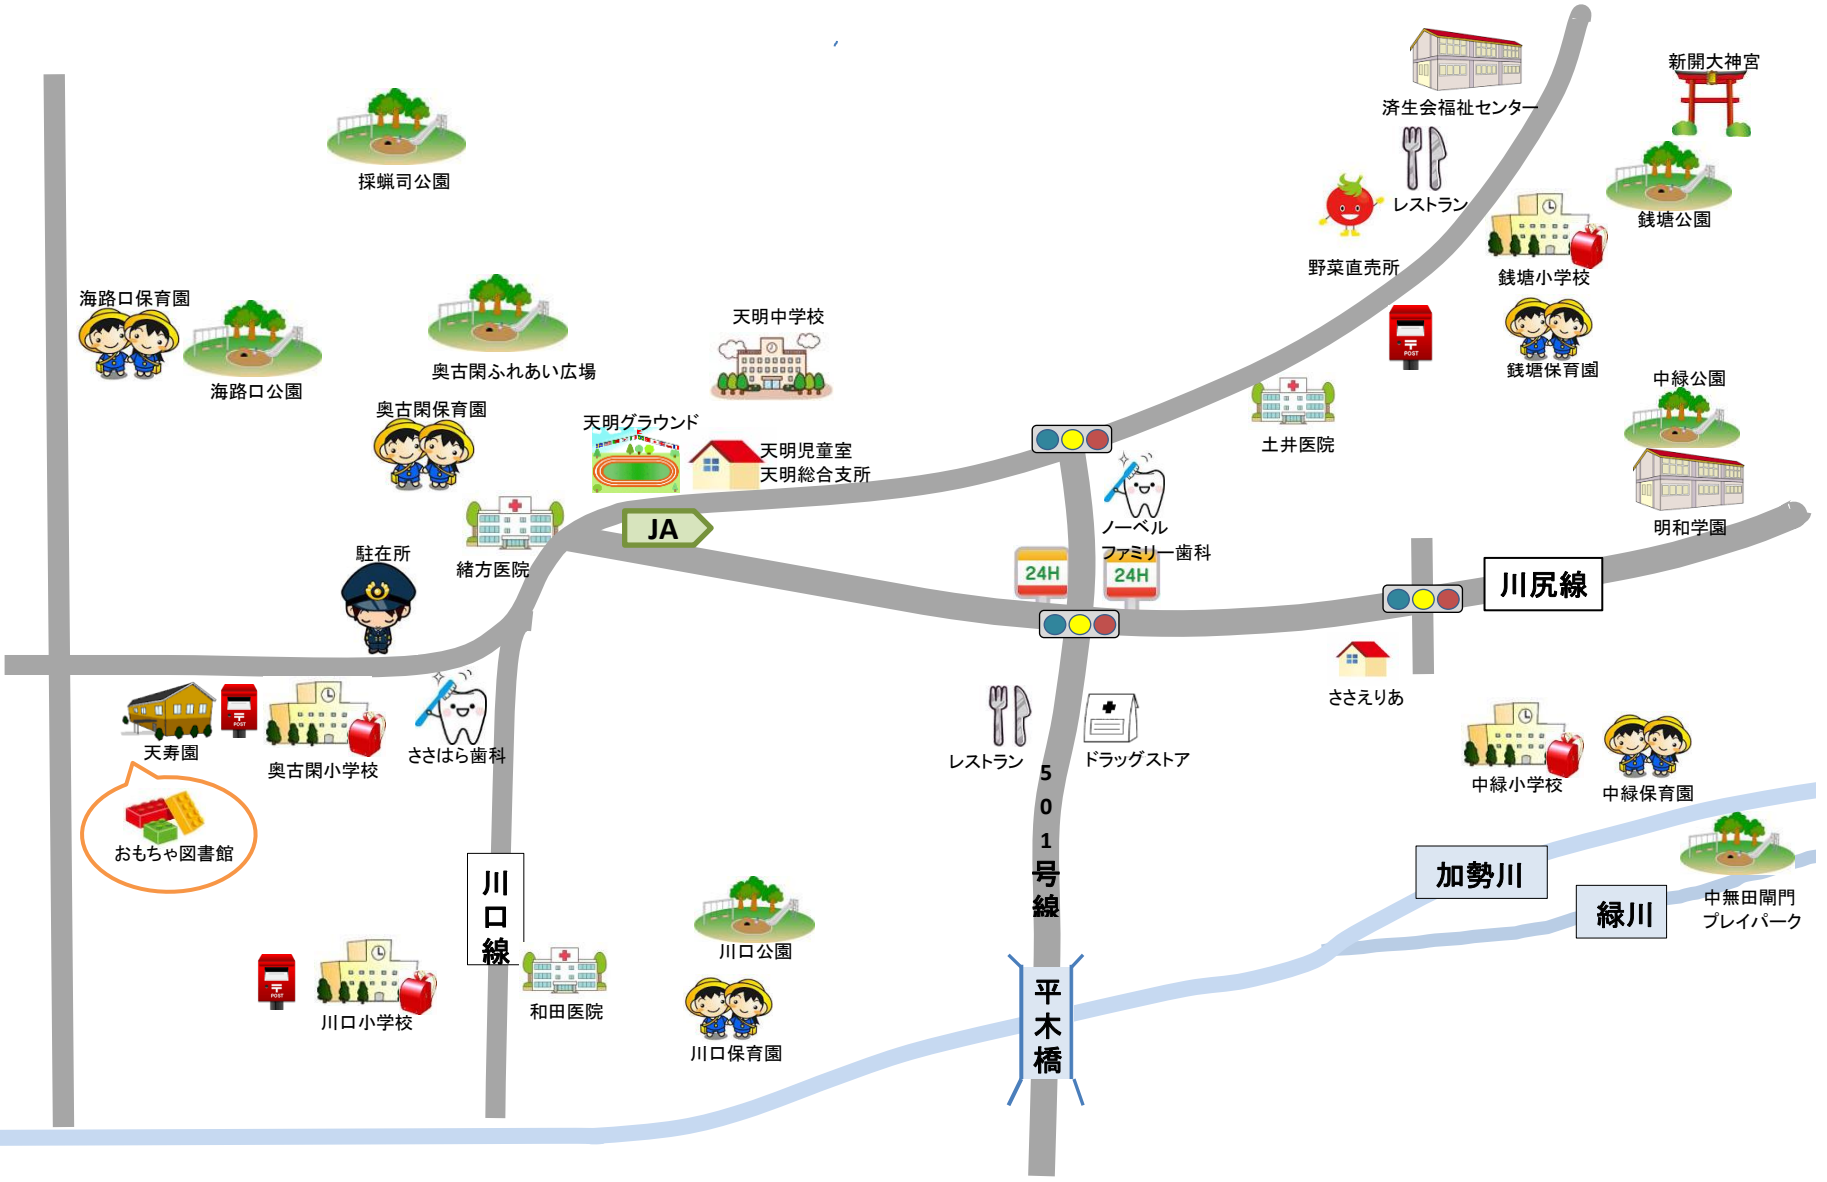 新開大神宮
済生会福祉センター
採蝋司公園
レストラン
銭塘公園
野菜直売所
銭塘小学校
海路口保育園
天明中学校
POST
奥古閑ふれあい広場
銭塘保育園
海路口公園
中緑公園
奥古閑保育園
天明グラウンド
天明児童室
天明総合支所
土井医院
JA
ノーベル
ファミリー歯科
明和学園
駐在所
緒方医院
24H
24H
川尻線
ささえりあ
POST
天寿園
奥古閑小学校
ささはら歯科
レストラン
ドラッグストア
501号線
中緑小学校
中緑保育園
おもちゃ図書館
川口線
加勢川
緑川
中無田閘門
プレイパーク
川口公園
POST
川口小学校
和田医院
平木橋
川口保育園